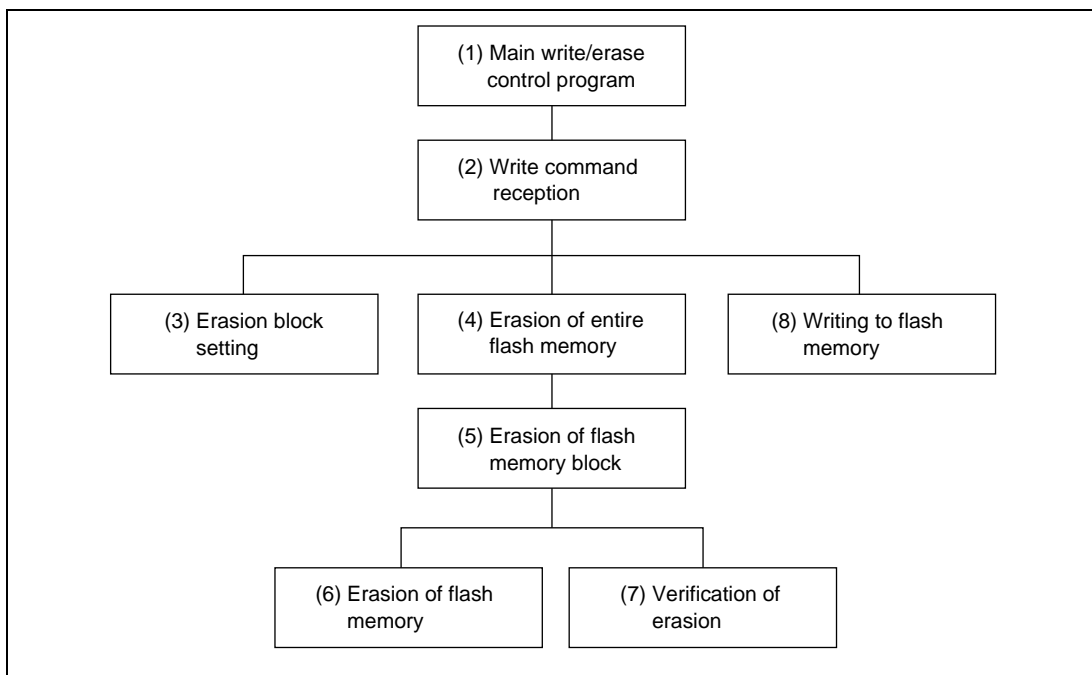 (1) Main write/erase
control program
(2) Write command
reception
(3) Erasion block
setting
(4) Erasion of entire
flash memory
(8) Writing to flash
memory
(5) Erasion of flash
memory block
(6) Erasion of flash
memory
(7) Verification of
erasion